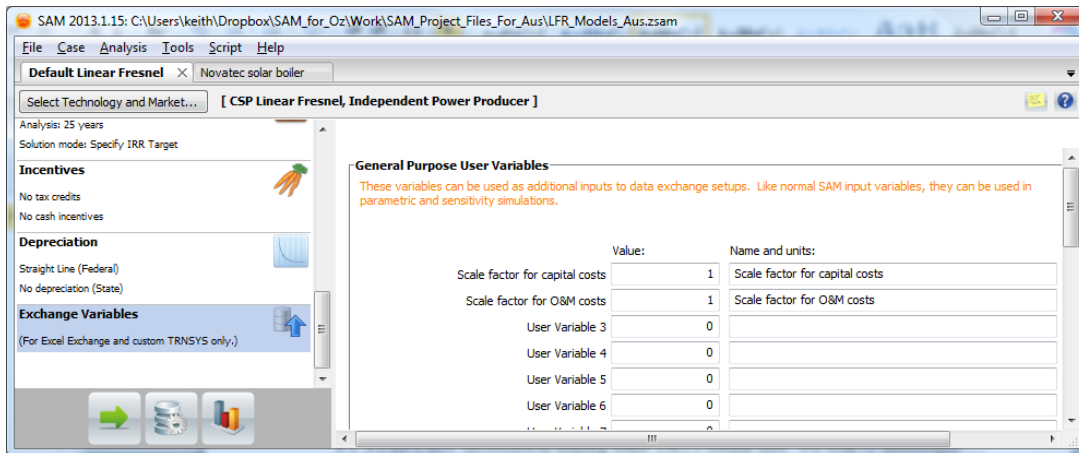 SAM 2013.1.15: C:\Users\keith\Dropbox\SAM_for_Oz\Work\SAM_Project_Files_For_Aus\LFR_Models_Aus.zsam
File Case Analysis Tools Script Help
Default Linear Fresnel Novatec solar boiler
Select Technology and Market... [ CSP Linear Fresnel, Independent Power Producer ]
Analysis: 25 years
Solution mode: Specify IRR Target
Incentives
No tax credits
No cash incentives
Depreciation
Straight Line (Federal)
No depreciation (State)
Exchange Variables
(For Excel Exchange and custom TRNSYS only.)
General Purpose User Variables
These variables can be used as additional inputs to data exchange setups. Like normal SAM input variables, they can be used in
parametric and sensitivity simulations.
Value: Name and units:
Scale factor for capital costs 1 Scale factor for capital costs
Scale factor for O&M costs 1 Scale factor for O&M costs
User Variable 3 0
User Variable 4 0
User Variable 5 0
User Variable 6 0